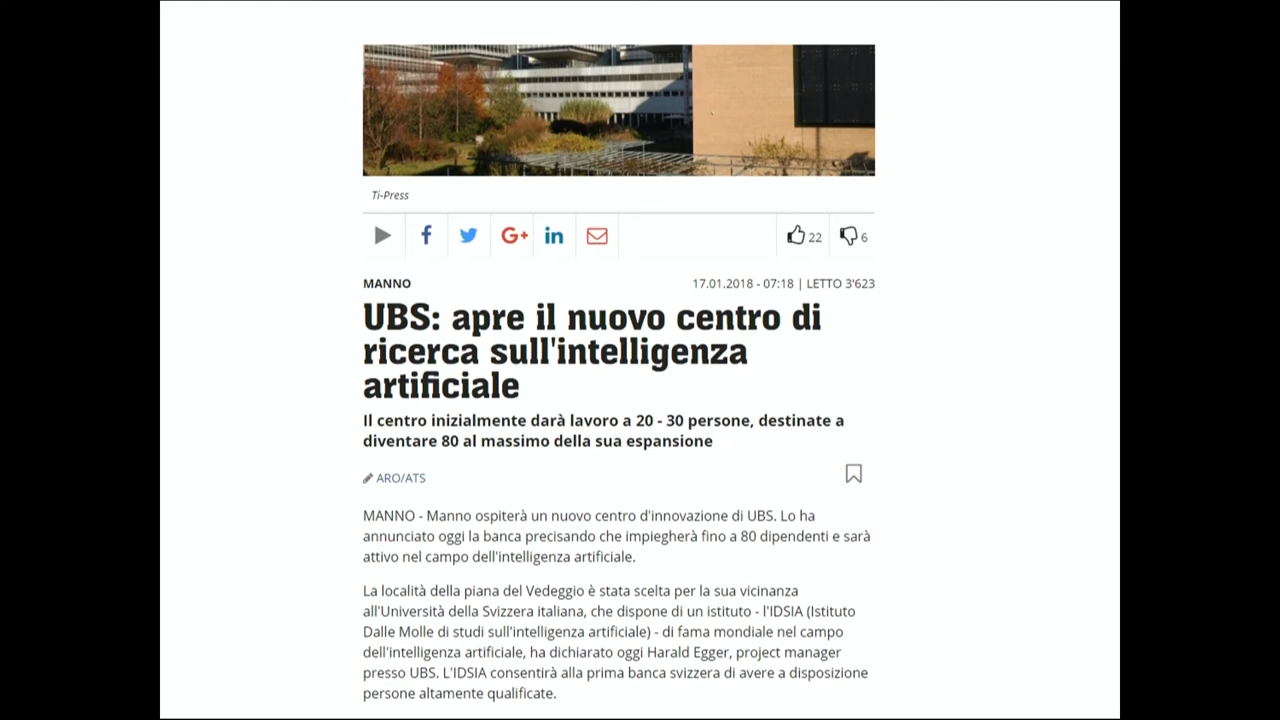 Ti-Press
22
6
MANNO
17.01.2018 - 07:18 | LETTO 3'623
UBS: apre il nuovo centro di
ricerca sull'intelligenza
artificiale
Il centro inizialmente darà lavoro a 20 - 30 persone, destinate a
diventare 80 al massimo della sua espansione
ARO/ATS
MANNO - Manno ospiterà un nuovo centro d'innovazione di UBS. Lo ha
annunciato oggi la banca precisando che impiegherà fino a 80 dipendenti e sarà
attivo nel campo dell'intelligenza artificiale.
La località della piana del Vedeggio è stata scelta per la sua vicinanza
all'Università della Svizzera italiana, che dispone di un istituto - l'IDSIA (Istituto
Dalle Molle di studi sull'intelligenza artificiale) - di fama mondiale nel campo
dell'intelligenza artificiale, ha dichiarato oggi Harald Egger, project manager
presso UBS. L'IDSIA consentirà alla prima banca svizzera di avere a disposizione
persone altamente qualificate.